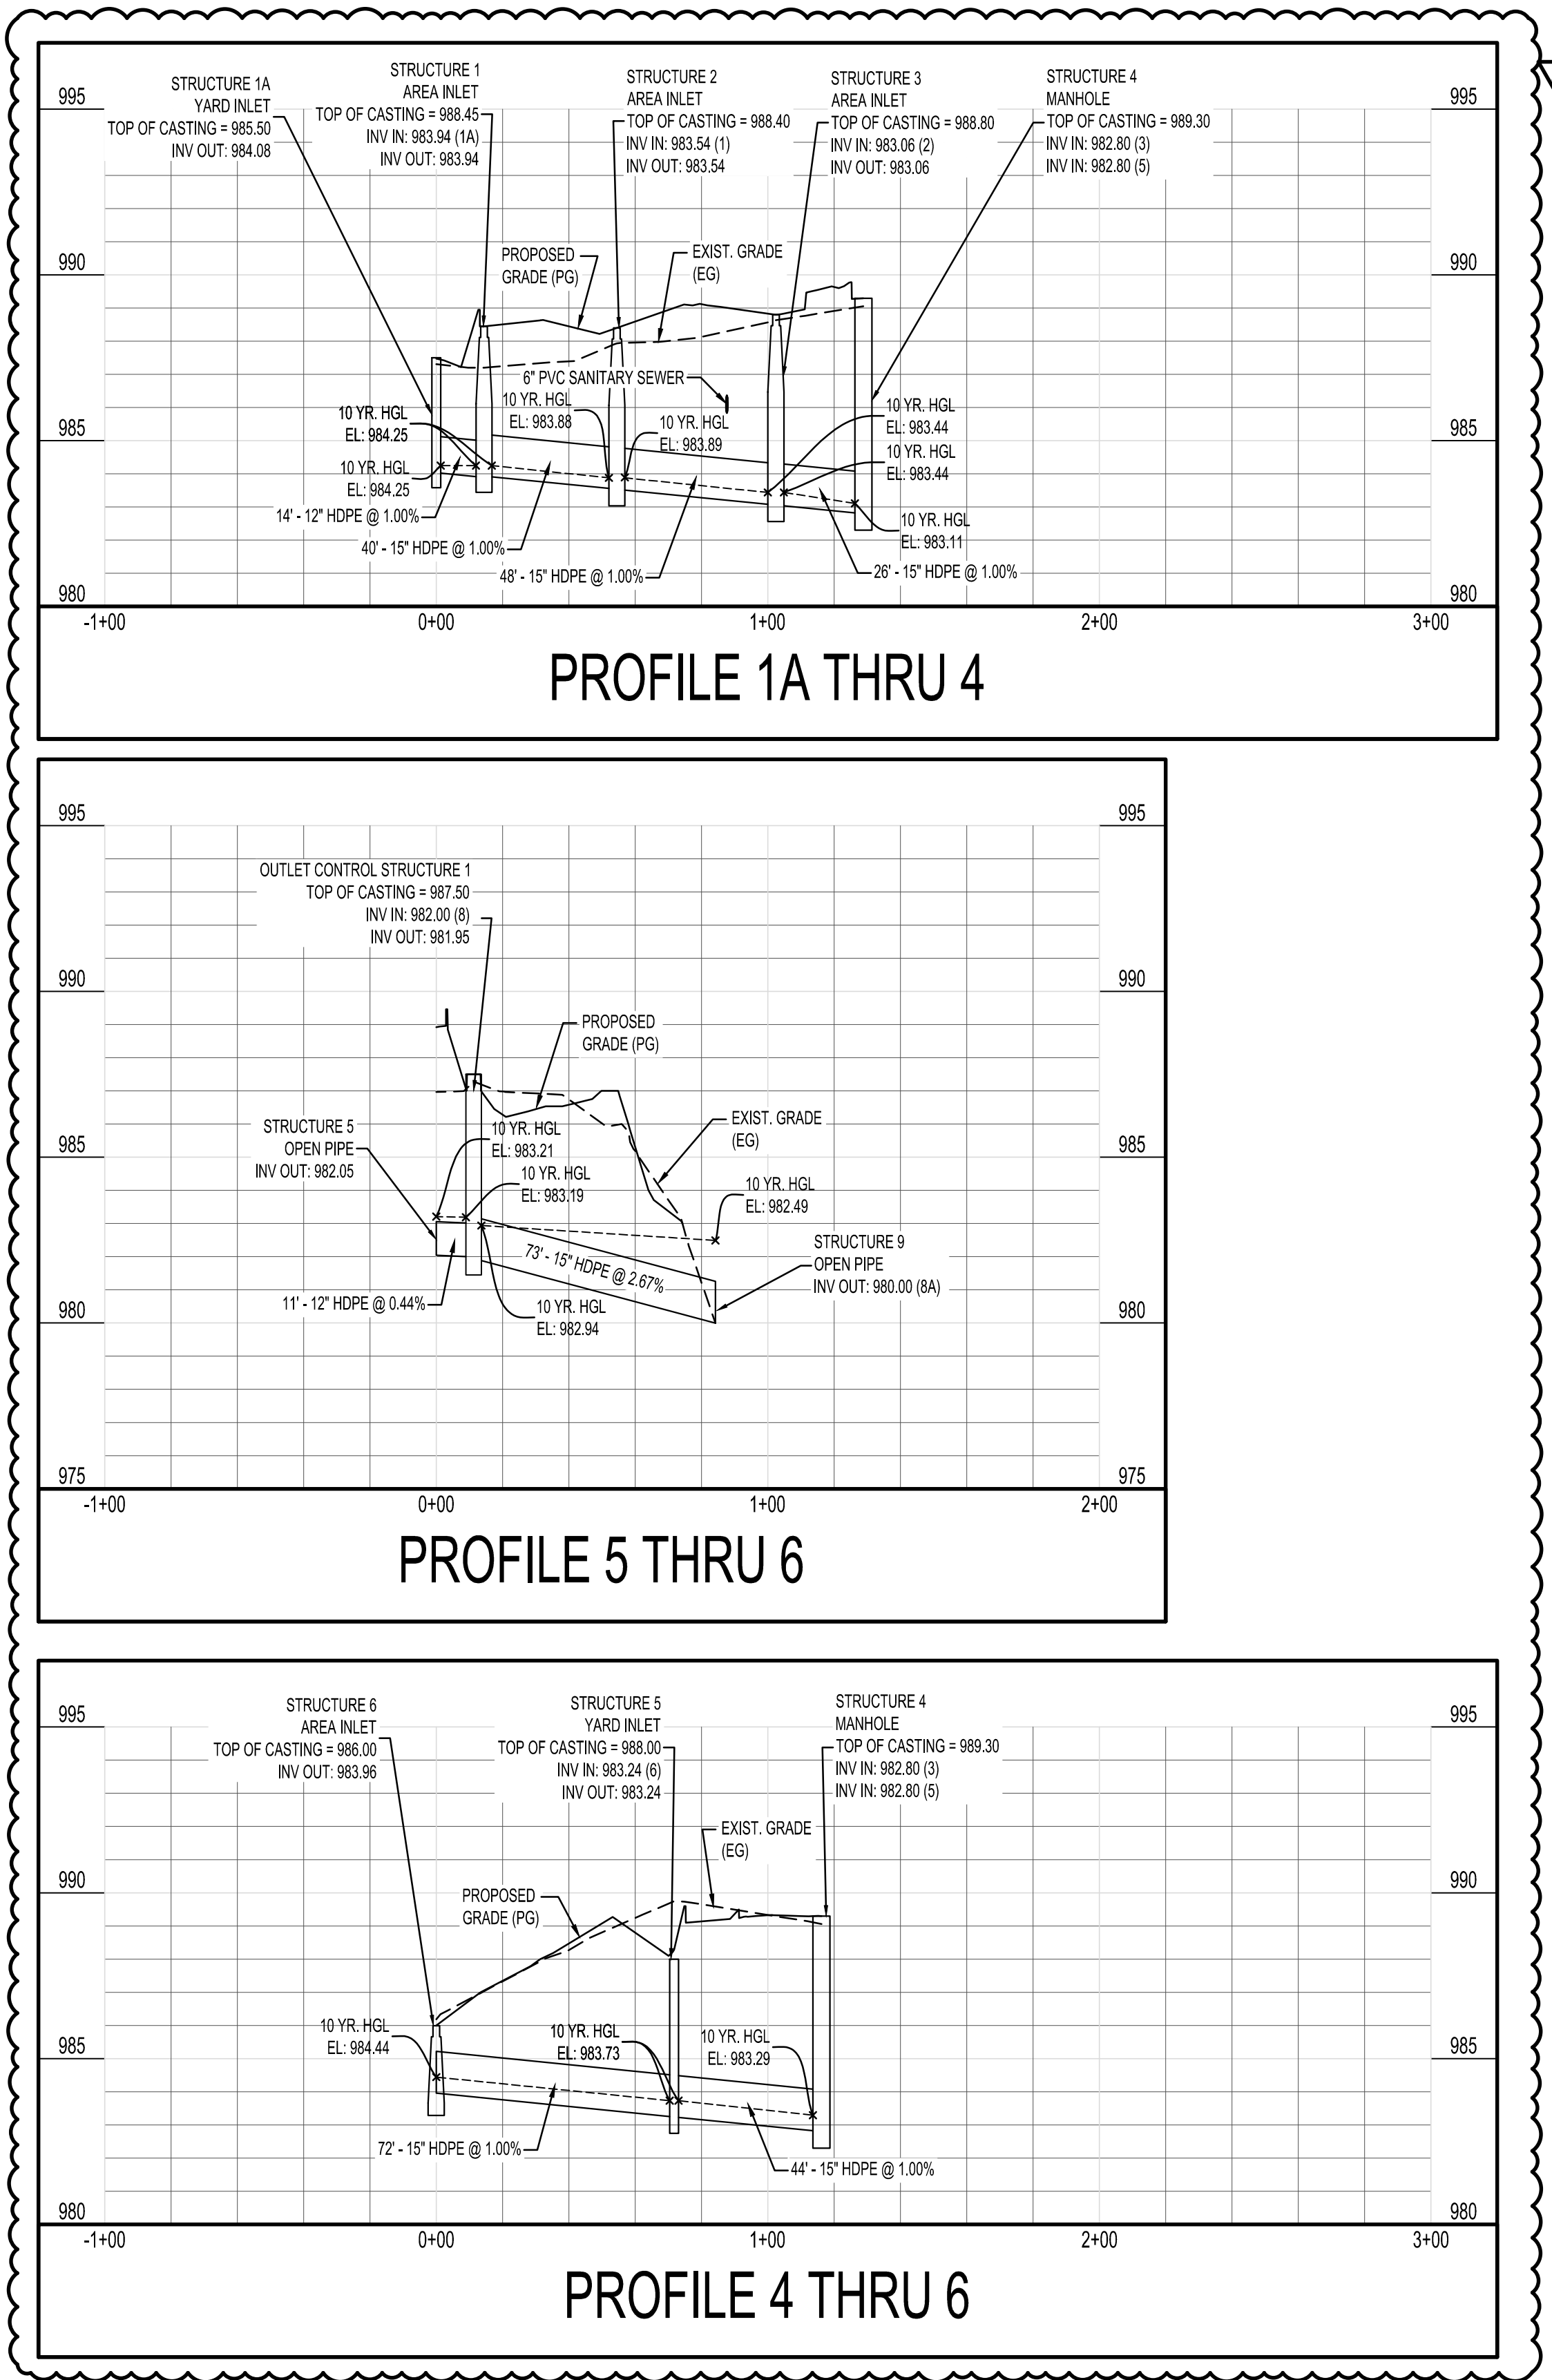 STRUCTURE 1A
YARD INLET
TOP OF CASTING = 985.50
INV OUT: 984.08
STRUCTURE 1
AREA INLET
TOP OF CASTING = 988.45
INV IN: 983.94 (1A)
INV OUT: 983.94
STRUCTURE 2
AREA INLET
TOP OF CASTING = 988.40
INV IN: 983.54 (1)
INV OUT: 983.54
STRUCTURE 3
AREA INLET
TOP OF CASTING = 988.80
INV IN: 983.06 (2)
INV OUT: 983.06
STRUCTURE 4
MANHOLE
TOP OF CASTING = 989.30
INV IN: 982.80 (3)
INV IN: 982.80 (5)
995
995
990
990
985
985
980
980
PROPOSED
GRADE (PG)
EXIST. GRADE
(EG)
6" PVC SANITARY SEWER
10 YR. HGL
EL: 984.25
10 YR. HGL
EL: 984.25
10 YR. HGL
EL: 983.88
10 YR. HGL
EL: 983.89
10 YR. HGL
EL: 983.44
10 YR. HGL
EL: 983.44
10 YR. HGL
EL: 983.11
14' - 12" HDPE @ 1.00%
40' - 15" HDPE @ 1.00%
48' - 15" HDPE @ 1.00%
26' - 15" HDPE @ 1.00%
-1+00
0+00
1+00
2+00
3+00
PROFILE 1A THRU 4
995
995
990
990
985
985
980
980
975
975
OUTLET CONTROL STRUCTURE 1
TOP OF CASTING = 987.50
INV IN: 982.00 (8)
INV OUT: 981.95
PROPOSED
GRADE (PG)
EXIST. GRADE
(EG)
STRUCTURE 5
OPEN PIPE
INV OUT: 982.05
10 YR. HGL
EL: 983.21
10 YR. HGL
EL: 983.19
10 YR. HGL
EL: 982.49
STRUCTURE 9
OPEN PIPE
INV OUT: 980.00 (8A)
73' - 15" HDPE @ 2.67%
11' - 12" HDPE @ 0.44%
10 YR. HGL
EL: 982.94
-1+00
0+00
1+00
2+00
PROFILE 5 THRU 6
995
995
990
990
985
985
980
980
STRUCTURE 6
AREA INLET
TOP OF CASTING = 986.00
INV OUT: 983.96
STRUCTURE 5
YARD INLET
TOP OF CASTING = 988.00
INV IN: 983.24 (6)
INV OUT: 983.24
STRUCTURE 4
MANHOLE
TOP OF CASTING = 989.30
INV IN: 982.80 (3)
INV IN: 982.80 (5)
EXIST. GRADE
(EG)
PROPOSED
GRADE (PG)
10 YR. HGL
EL: 984.44
10 YR. HGL
EL: 983.73
10 YR. HGL
EL: 983.29
72' - 15" HDPE @ 1.00%
44' - 15" HDPE @ 1.00%
-1+00
0+00
1+00
2+00
3+00
PROFILE 4 THRU 6